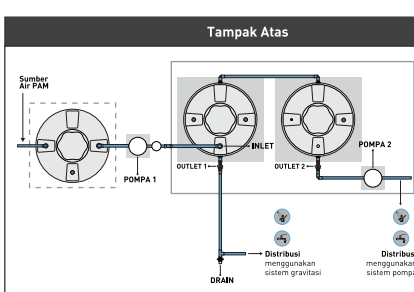 Tampak Atas
Sumber
Air PAM
INLET
POMPA 2
OUTLET 1
OUTLET 2
POMPA 1
Distribusi
menggunakan
sistem gravitasi
Distribus
menggunakan
sistem pompa
DRAIN